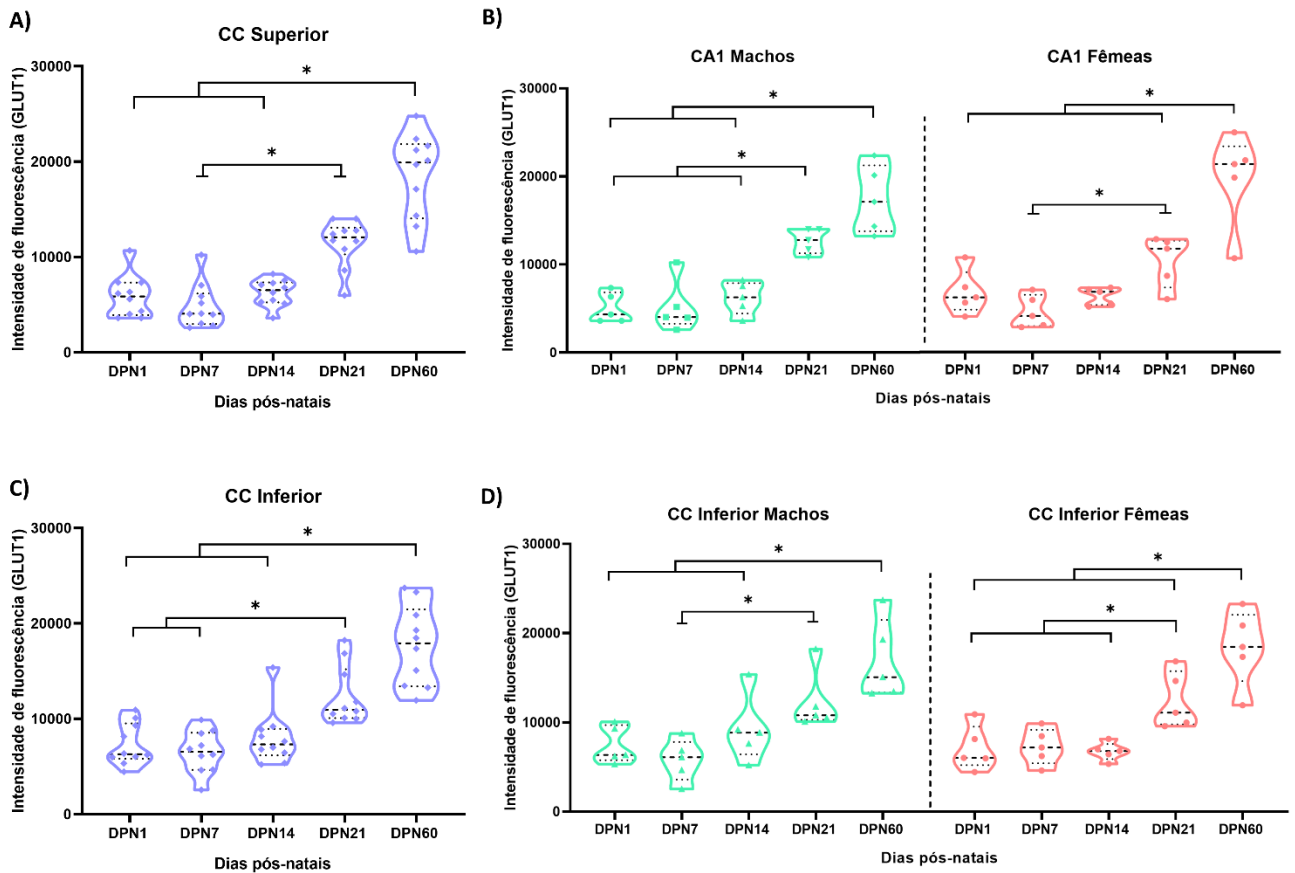 A)
CC Superior
Intensidade de fluorescência (GLUT1)
30000
20000
10000
0
*
*
DPN1 DPN7 DPN14 DPN21 DPN60
Dias pós-natais
B)
CA1 Machos
CA1 Fêmeas
Intensidade de fluorescência (GLUT1)
30000
20000
10000
0
*
*
*
*
DPN1 DPN7 DPN14 DPN21 DPN60 DPN1 DPN7 DPN14 DPN21 DPN60
Dias pós-natais
C)
CC Inferior
Intensidade de fluorescência (GLUT1)
30000
20000
10000
0
*
*
DPN1 DPN7 DPN14 DPN21 DPN60
Dias pós-natais
D)
CC Inferior Machos
CC Inferior Fêmeas
Intensidade de fluorescência (GLUT1)
30000
20000
10000
0
*
*
*
*
DPN1 DPN7 DPN14 DPN21 DPN60 DPN1 DPN7 DPN14 DPN21 DPN60
Dias pós-natais